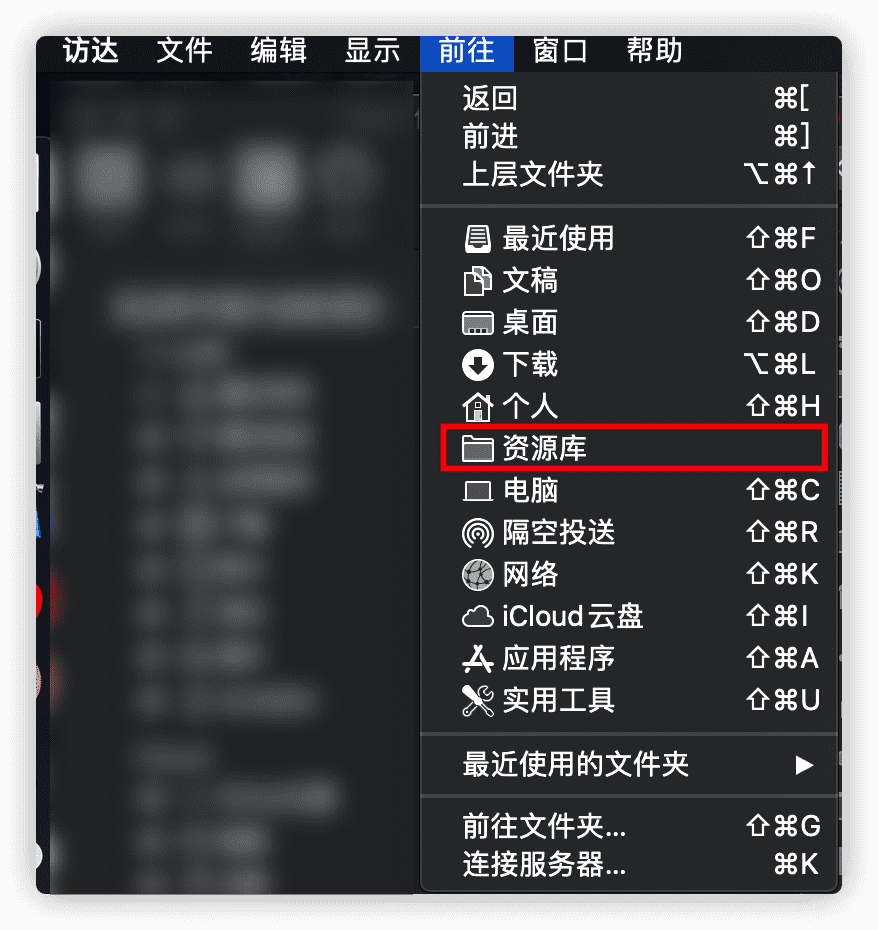 访达 文件 编辑 显示 前往 窗口 帮助
返回 ⌘[
前进 ⌘]
上层文件夹 ⌥⌘↑
最近使用 ⇧⌘F
文稿 ⇧⌘O
桌面 ⇧⌘D
下载 ⌥⌘L
个人 ⇧⌘H
资源库
电脑 ⇧⌘C
隔空投送 ⇧⌘R
网络 ⇧⌘K
iCloud 云盘 ⇧⌘I
应用程序 ⇧⌘A
实用工具 ⇧⌘U
最近使用的文件夹 ▶
前往文件夹... ⇧⌘G
连接服务器... ⌘K